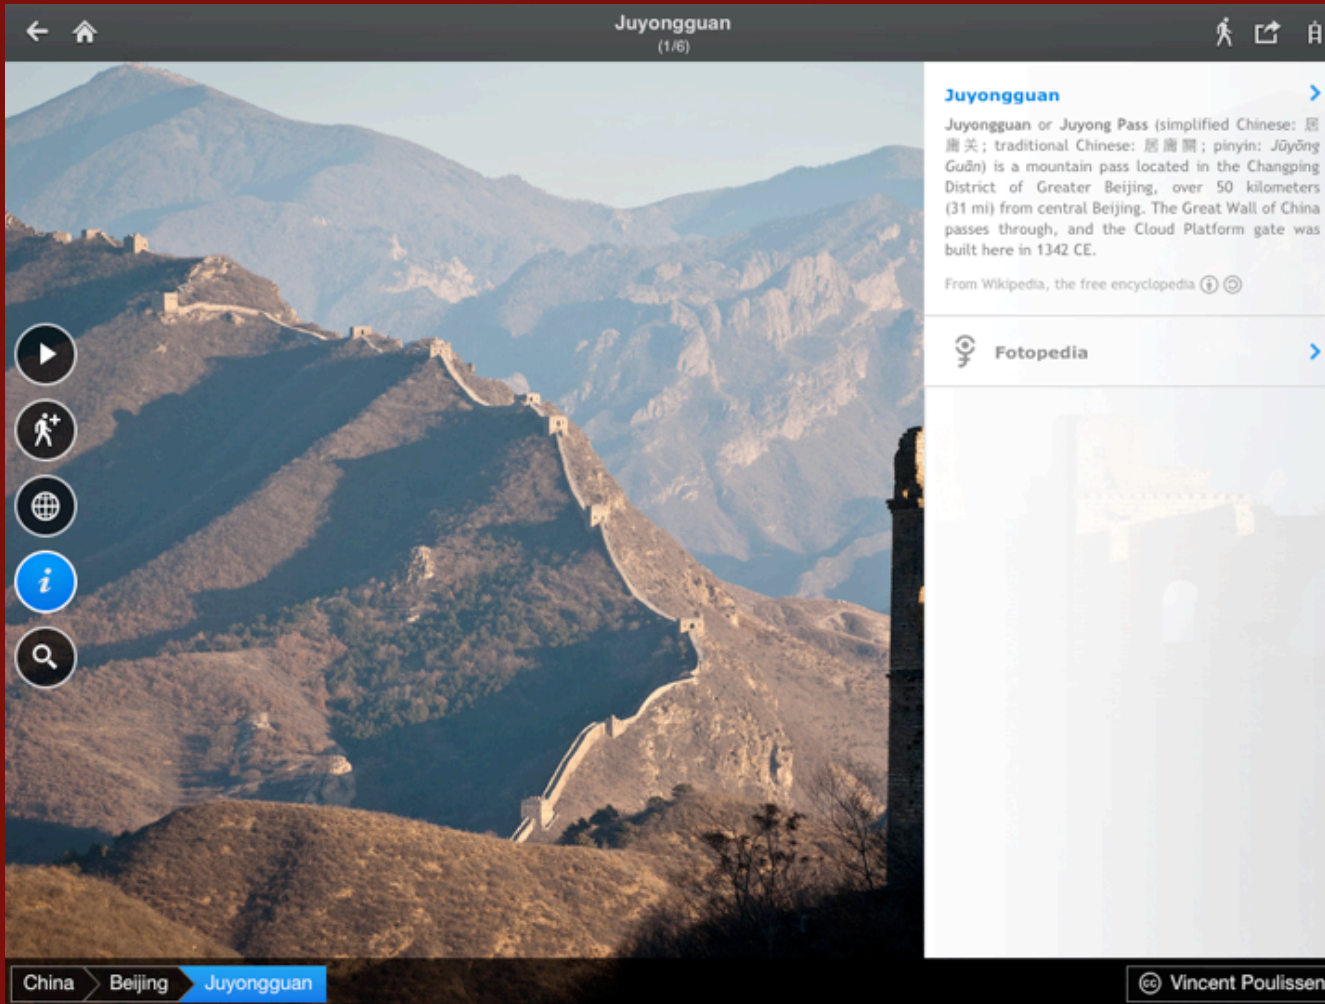 Juyongguan
(1/6)
Juyongguan
Juyongguan or Juyong Pass (simplified Chinese: 居
庸关; traditional Chinese: 居庸關; pinyin: Jūyōng
Guān) is a mountain pass located in the Changping
District of Greater Beijing, over 50 kilometers
(31 mi) from central Beijing. The Great Wall of China
passes through, and the Cloud Platform gate was
built here in 1342 CE.
From Wikipedia, the free encyclopedia
Fotopedia
China
Beijing
Juyongguan
cc Vincent Poulissen